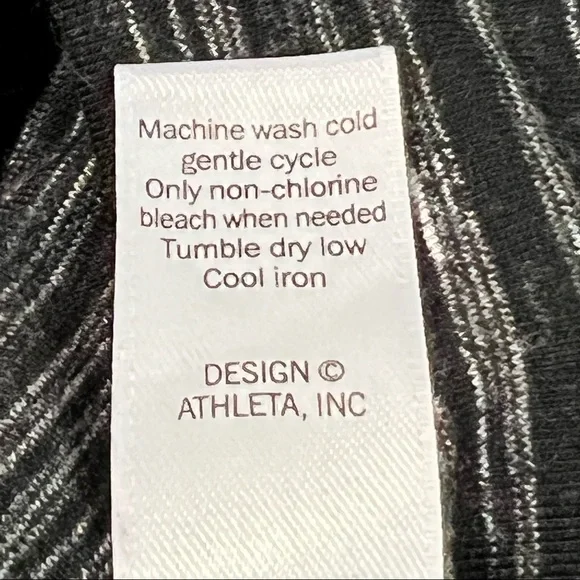 Machine wash cold
gentle cycle
Only non-chlorine
bleach when needed
Tumble dry low
Cool iron
DESIGN ©
ATHLETA, INC